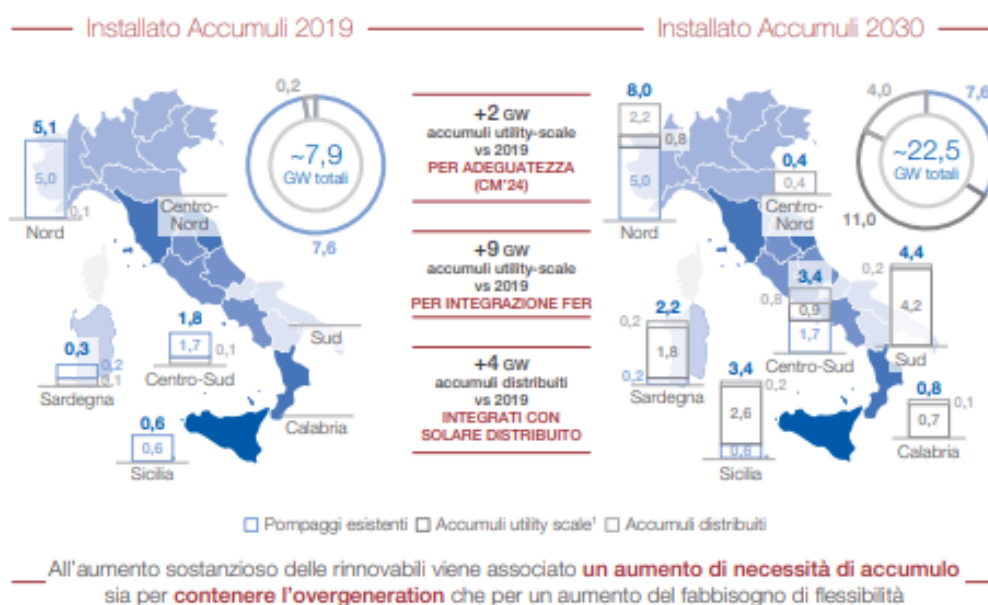 Installato Accumuli 2019
Installato Accumuli 2030
5,1
5,0
0,1
Nord
0,2
~7,9
GW totali
7,6
Centro-
Nord
1,8
1,7
0,1
Centro-Sud
Sud
0,3
0,2
0,1
Sardegna
0,6
0,6
Sicilia
Calabria
+2 GW
accumuli utility-scale
vs 2019
PER ADEGUATEZZA
(CM'24)
+9 GW
accumuli utility-scale
vs 2019
PER INTEGRAZIONE FER
+4 GW
accumuli distribuiti
vs 2019
INTEGRATI CON
SOLARE DISTRIBUITO
8,0
2,2
0,8
5,0
Nord
4,0
7,6
~22,5
GW totali
11,0
0,4
0,4
Centro-
Nord
3,4
0,8
0,9
1,7
Centro-Sud
4,4
0,2
4,2
Sud
2,2
0,2
1,8
0,2
Sardegna
3,4
0,2
2,6
0,6
Sicilia
0,8
0,1
0,7
Calabria
Pompaggi esistenti Accumuli utility scale¹ Accumuli distribuiti
All'aumento sostanzioso delle rinnovabili viene associato un aumento di necessità di accumulo
sia per contenere l'overgeneration che per un aumento del fabbisogno di flessibilità